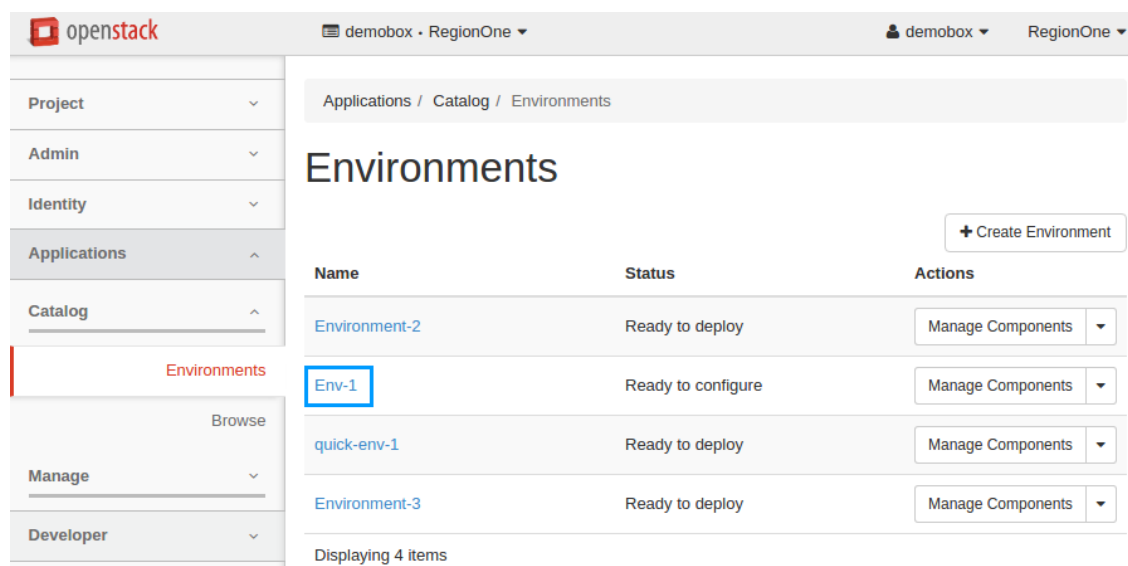 openstack demobox • RegionOne demobox RegionOne
Project
Admin
Identity
Applications
Catalog
Environments
Browse
Manage
Developer
Applications / Catalog / Environments
Environments
+ Create Environment
Name Status Actions
Environment-2 Ready to deploy Manage Components
Env-1 Ready to configure Manage Components
quick-env-1 Ready to deploy Manage Components
Environment-3 Ready to deploy Manage Components
Displaying 4 items